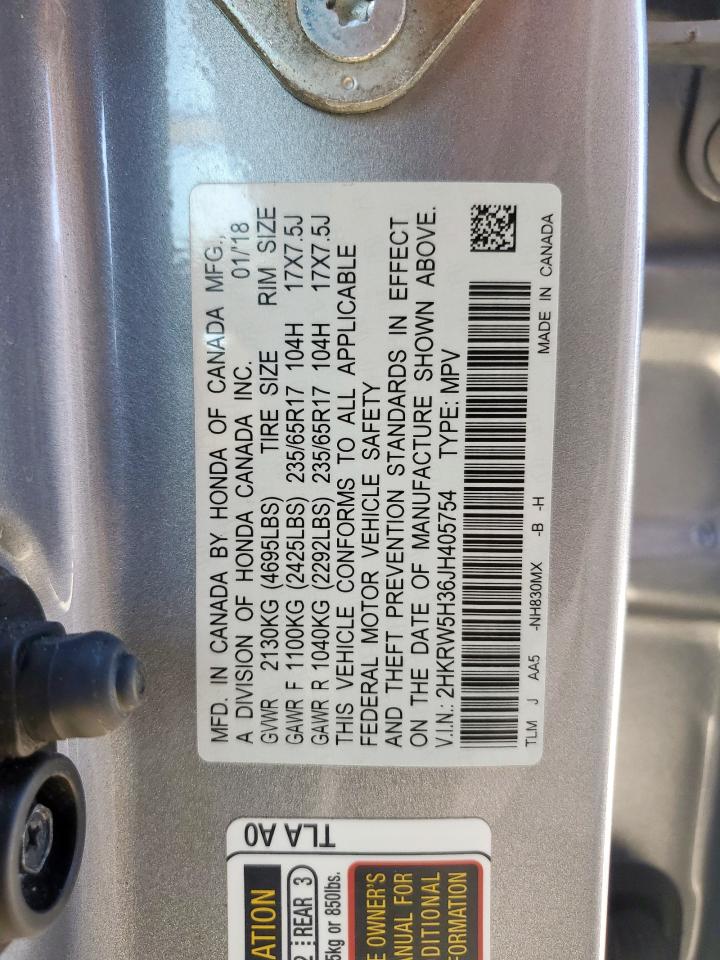 MFD. IN CANADA BY HONDA OF CANADA MFG.,
A DIVISION OF HONDA CANADA INC. 01/'18
GVWR 2130KG (4695LBS) TIRE SIZE RIM SIZE
GAWR F 1100KG (2425LBS) 235/65R17 104H 17X7.5J
GAWR R 1040KG (2292LBS) 235/65R17 104H 17X7.5J
THIS VEHICLE CONFORMS TO ALL APPLICABLE
FEDERAL MOTOR VEHICLE SAFETY
AND THEFT PREVENTION STANDARDS IN EFFECT
ON THE DATE OF MANUFACTURE SHOWN ABOVE.
V.I.N.: 2HKRW5H36JH405754 TYPE: MPV
TLM J AA5 -NH830MX -B -H MADE IN CANADA
TLA A0
ATION
2 REAR 3
5kg or 850lbs.
E OWNER'S
ANUAL FOR
DITIONAL
FORMATION